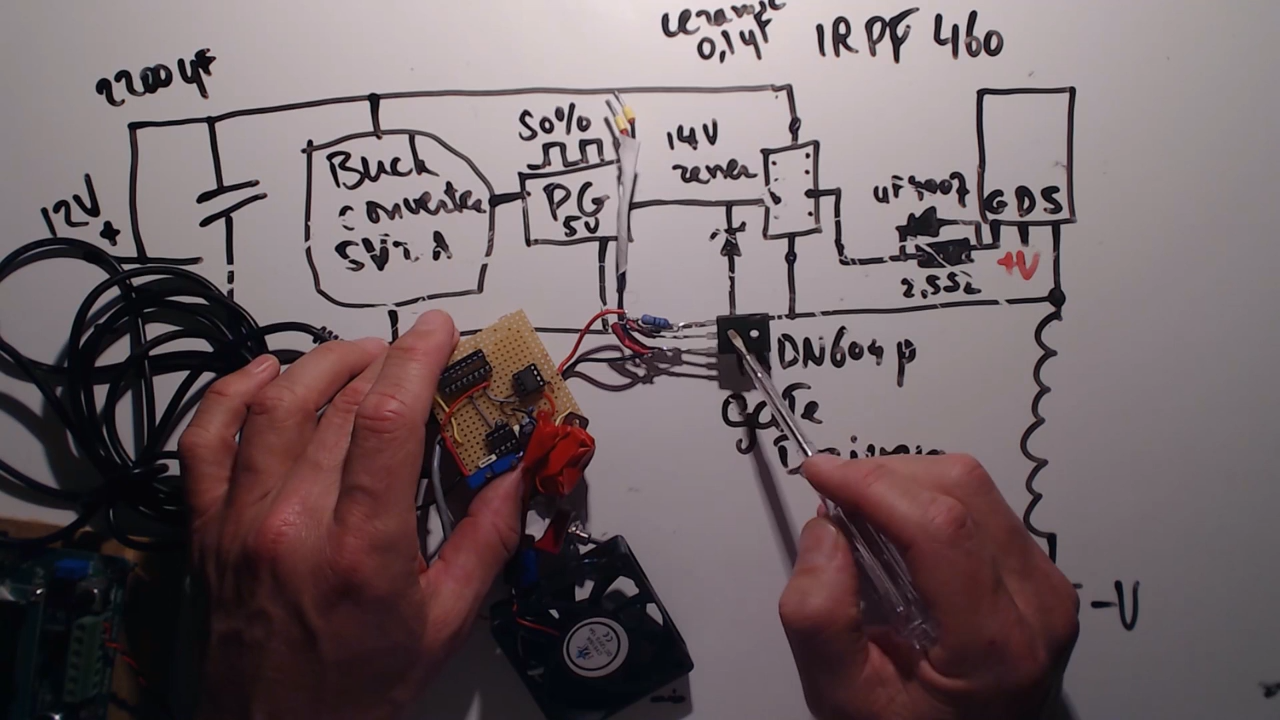 ceramic
0,1µF
IRPF 460
2200µF
50%
14V
zener
Buck
converter
5V2A
PG
5V
12V
+
UF4007
G D S
+V
2,5Ω
DN604p
Gate
-V